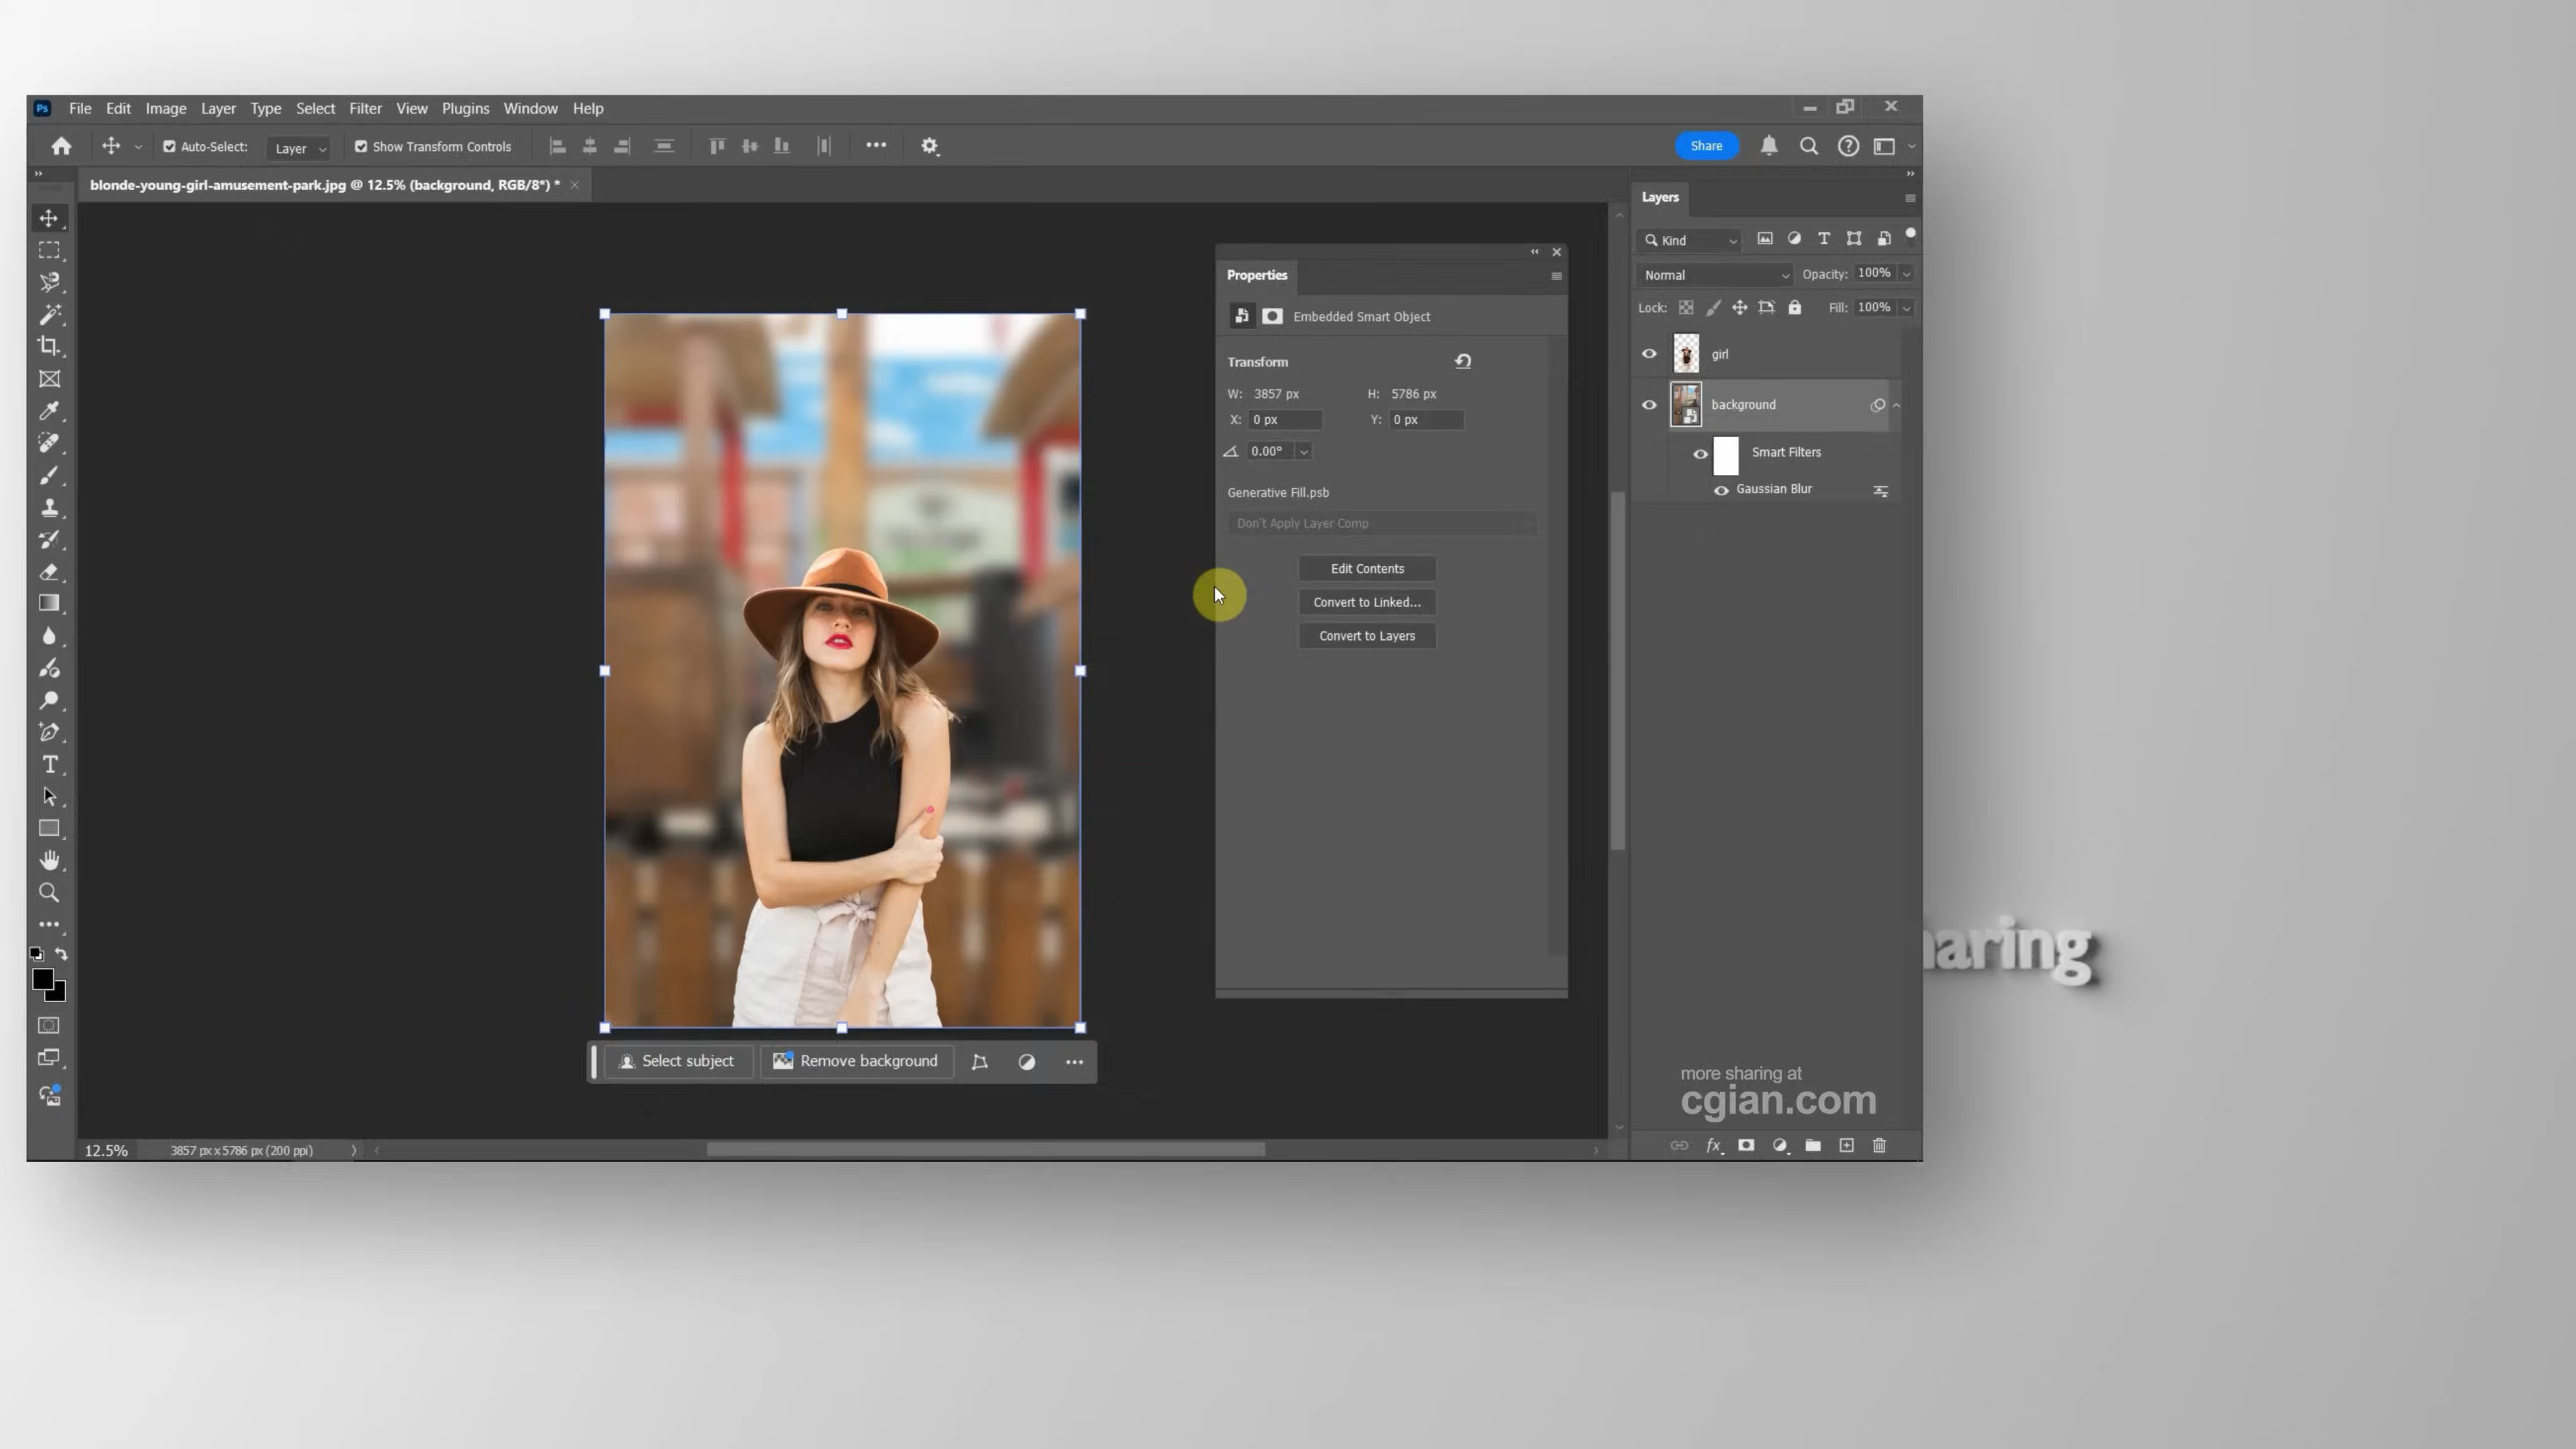 Ps File Edit Image Layer Type Select Filter View Plugins Window Help
Auto-Select: Layer Show Transform Controls Share
blonde-young-girl-amusement-park.jpg @ 12.5% (background, RGB/8*) *
Layers
Kind
Normal Opacity: 100%
Lock: Fill: 100%
girl
background
Smart Filters
Gaussian Blur
Properties
Embedded Smart Object
Transform
W: 3857 px H: 5786 px
X: 0 px Y: 0 px
0.00°
Generative Fill.psb
Don't Apply Layer Comp
Edit Contents
Convert to Linked...
Convert to Layers
Select subject Remove background
haring
more sharing at
cgian.com
12.5% 3857 px x 5786 px (200 ppi)
fx